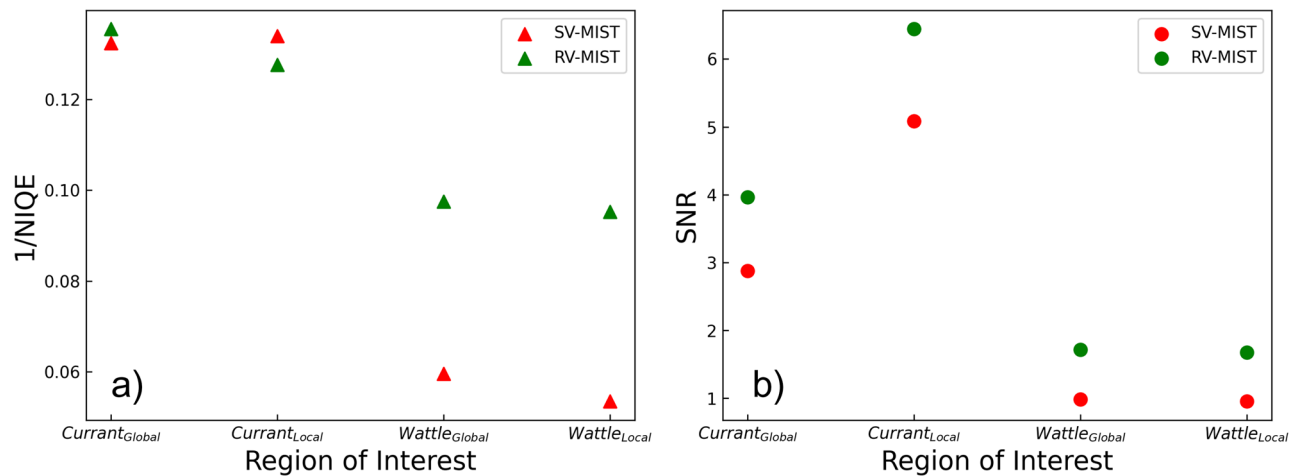 SV-MIST
RV-MIST
0.12
0.10
0.08
0.06
1/NIQE
a)
Currant_Global
Currant_Local
Wattle_Global
Wattle_Local
Region of Interest
SV-MIST
RV-MIST
6
5
4
3
2
1
SNR
b)
Currant_Global
Currant_Local
Wattle_Global
Wattle_Local
Region of Interest